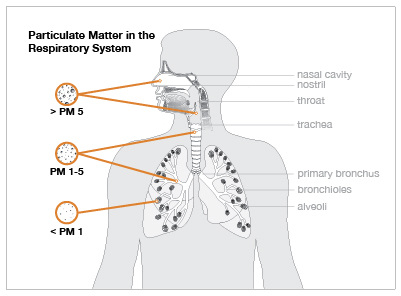 Particulate Matter in the
Respiratory System
> PM 5
PM 1-5
< PM 1
nasal cavity
nostril
throat
trachea
primary bronchus
bronchioles
alveoli